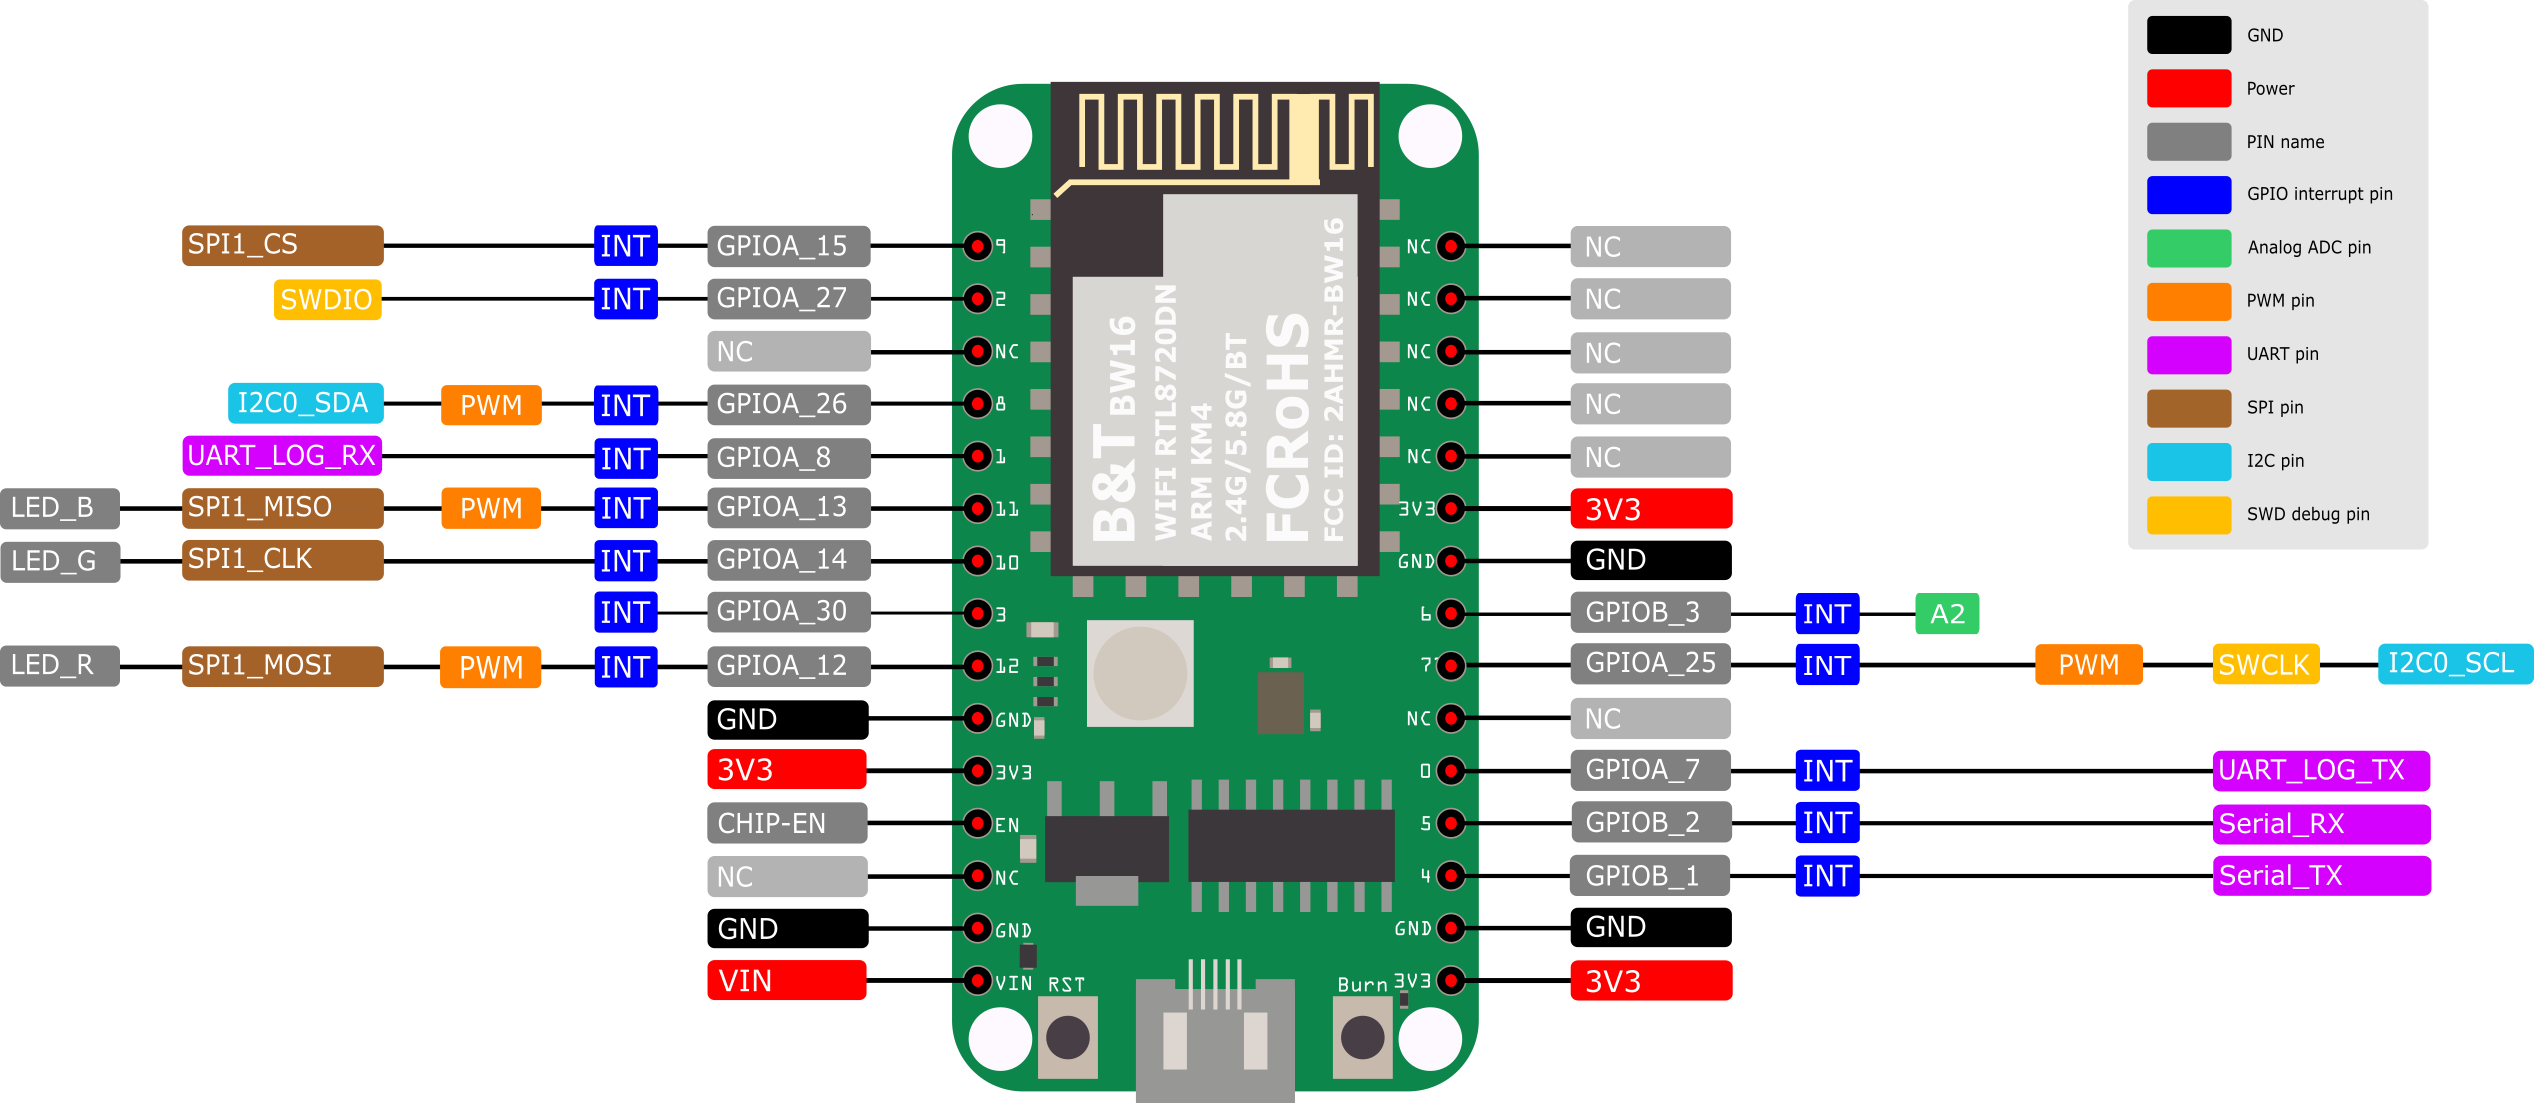 GND
Power
PIN name
GPIO interrupt pin
Analog ADC pin
PWM pin
UART pin
SPI pin
I2C pin
SWD debug pin
SPI1_CS INT GPIOA_15 9
SWDIO INT GPIOA_27 2
NC NC
I2C0_SDA PWM INT GPIOA_26 8
UART_LOG_RX INT GPIOA_8 1
LED_B SPI1_MISO PWM INT GPIOA_13 11
LED_G SPI1_CLK INT GPIOA_14 10
INT GPIOA_30 3
LED_R SPI1_MOSI PWM INT GPIOA_12 12
GND GND
3V3 3V3
CHIP-EN EN
NC NC
GND GND
VIN VIN
B&T BW16
WIFI RTL8720DN
ARM KM4
2.4G/5.8G/BT
FCRoHS
FCC ID: 2AHMR-BW16
RST
Burn
NC NC
NC NC
NC NC
NC NC
NC NC
3V3 3V3
GND GND
6 GPIOB_3 INT A2
7 GPIOA_25 INT PWM SWCLK I2C0_SCL
NC NC
0 GPIOA_7 INT UART_LOG_TX
5 GPIOB_2 INT Serial_RX
4 GPIOB_1 INT Serial_TX
GND GND
3V3 3V3